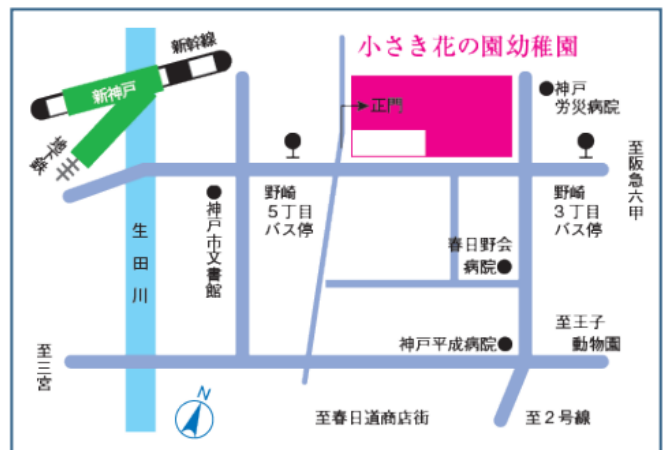 小さき花の園幼稚園
新幹線
新神戸
地下鉄
正門
神戸
労災病院
至阪急六甲
野崎
5丁目
バス停
野崎
3丁目
バス停
神戸市文書館
生田川
春日野会
病院
至王子
動物園
神戸平成病院
至三宮
N
至春日道商店街
至2号線